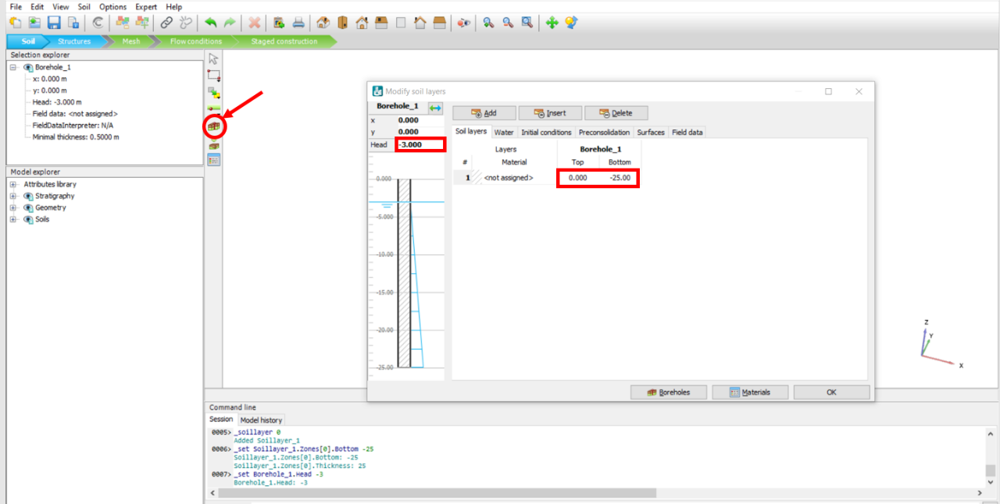 File Edit View Soil Options Expert Help
Soil Structures Mesh Flow conditions Staged construction
Selection explorer
Borehole_1
x: 0.000 m
y: 0.000 m
Head: -3.000 m
Field data: <not assigned>
FieldDataInterpreter: N/A
Minimal thickness: 0.5000 m
Model explorer
Attributes library
Stratigraphy
Geometry
Soils
Modify soil layers
Borehole_1
x 0.000
y 0.000
Head -3.000
0.000
-5.000
-10.00
-15.00
-20.00
-25.00
Add Insert Delete
Soil layers Water Initial conditions Preconsolidation Surfaces Field data
Layers Borehole_1
# Material Top Bottom
1 <not assigned> 0.000 -25.00
Boreholes Materials OK
Z
Y
X
Command line
Session Model history
0005> _soillayer 0
Added Soillayer_1
0006> _set Soillayer_1.Zones[0].Bottom -25
Soillayer_1.Zones[0].Bottom: -25
Soillayer_1.Zones[0].Thickness: 25
0007> _set Borehole_1.Head -3
Borehole_1.Head: -3